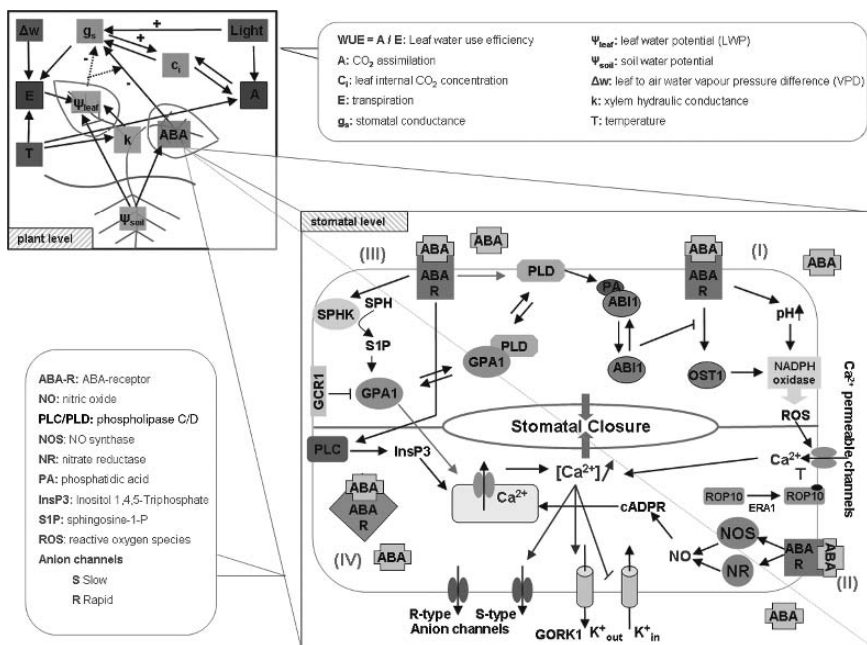 Δw
gs
Light
+
+
ci
-
-
E
Ψleaf
A
T
k
ABA
Ψsoil
plant level
WUE = A / E: Leaf water use efficiency
A: CO2 assimilation
Ci: leaf internal CO2 concentration
E: transpiration
gs: stomatal conductance
Ψleaf: leaf water potential (LWP)
Ψsoil: soil water potential
Δw: leaf to air water vapour pressure difference (VPD)
k: xylem hydraulic conductance
T: temperature
stomatal level
(III)
ABA
ABA
R
ABA
PLD
PA
ABI1
ABA
ABA
R
(I)
ABA
SPHK
SPH
S1P
GCR1
GPA1
PLD
GPA1
ABI1
OST1
pH
NADPH
oxidase
ROS
Ca2+
Ca2+ permeable channels
Stomatal Closure
PLC
InsP3
Ca2+
[Ca2+]
cADPR
ROP10
ERA1
ROP10
ABA
ABA
R
(IV)
ABA
NO
NOS
NR
ABA
R
ABA
(II)
ABA
R-type
S-type
Anion channels
GORK1
K+out
K+in
ABA-R: ABA-receptor
NO: nitric oxide
PLC/PLD: phospholipase C/D
NOS: NO synthase
NR: nitrate reductase
PA: phosphatidic acid
InsP3: Inositol 1,4,5-Triphosphate
S1P: sphingosine-1-P
ROS: reactive oxygen species
Anion channels
S Slow
R Rapid